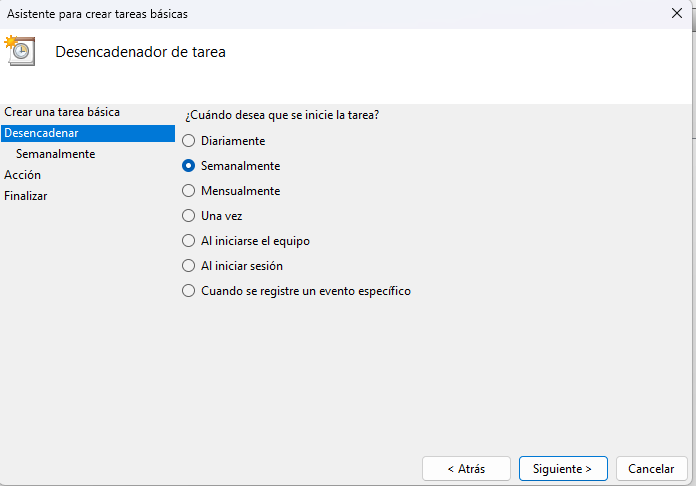 Asistente para crear tareas básicas
Desencadenador de tarea
Crear una tarea básica
Desencadenar
Semanalmente
Acción
Finalizar
¿Cuándo desea que se inicie la tarea?
Diariamente
Semanalmente
Mensualmente
Una vez
Al iniciarse el equipo
Al iniciar sesión
Cuando se registre un evento específico
< Atrás
Siguiente >
Cancelar